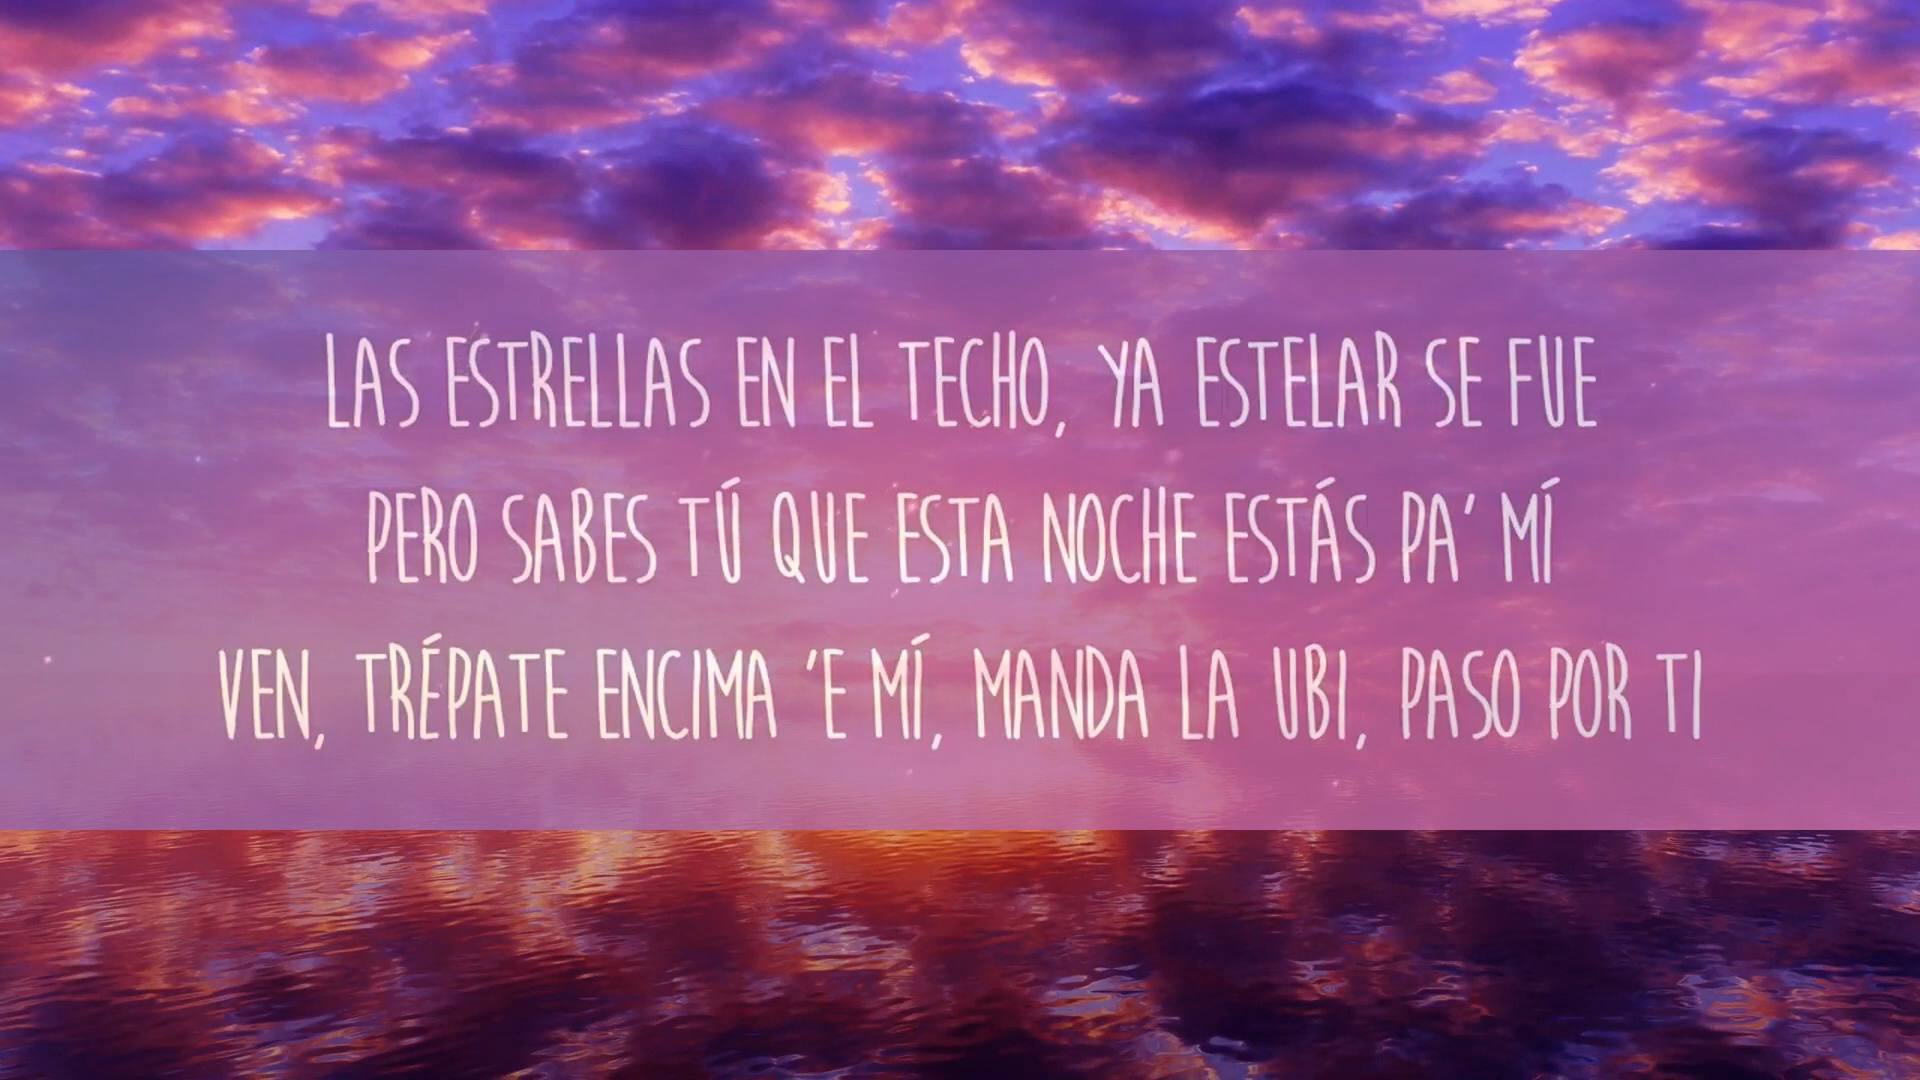 LAS ESTRELLAS EN EL TECHO, YA ESTELAR SE FUE
PERO SABES TÚ QUE ESTA NOCHE ESTÁS PA' MÍ
VEN, TRÉPATE ENCIMA 'E MÍ, MANDA LA UBI, PASO POR TI